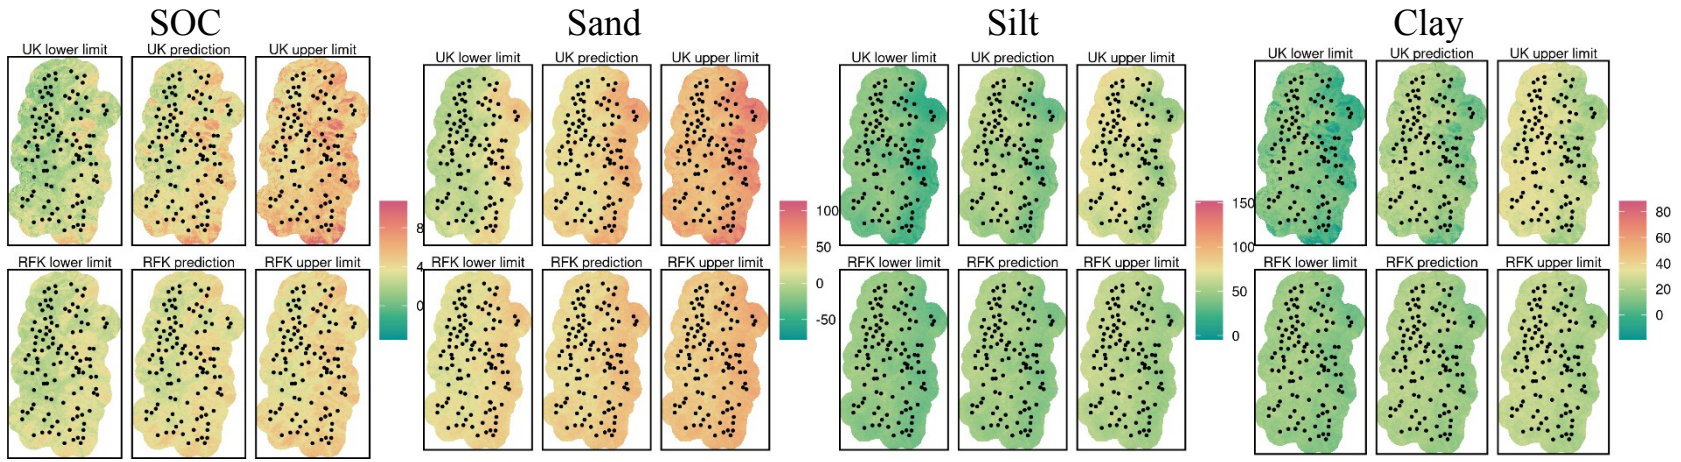 SOC
Sand
Silt
Clay
UK lower limit
UK prediction
UK upper limit
UK lower limit
UK prediction
UK upper limit
UK lower limit
UK prediction
UK upper limit
UK lower limit
UK prediction
UK upper limit
8
4
0
100
50
0
-50
150
100
50
0
80
60
40
20
0
RFK lower limit
RFK prediction
RFK upper limit
RFK lower limit
RFK prediction
RFK upper limit
RFK lower limit
RFK prediction
RFK upper limit
RFK lower limit
RFK prediction
RFK upper limit